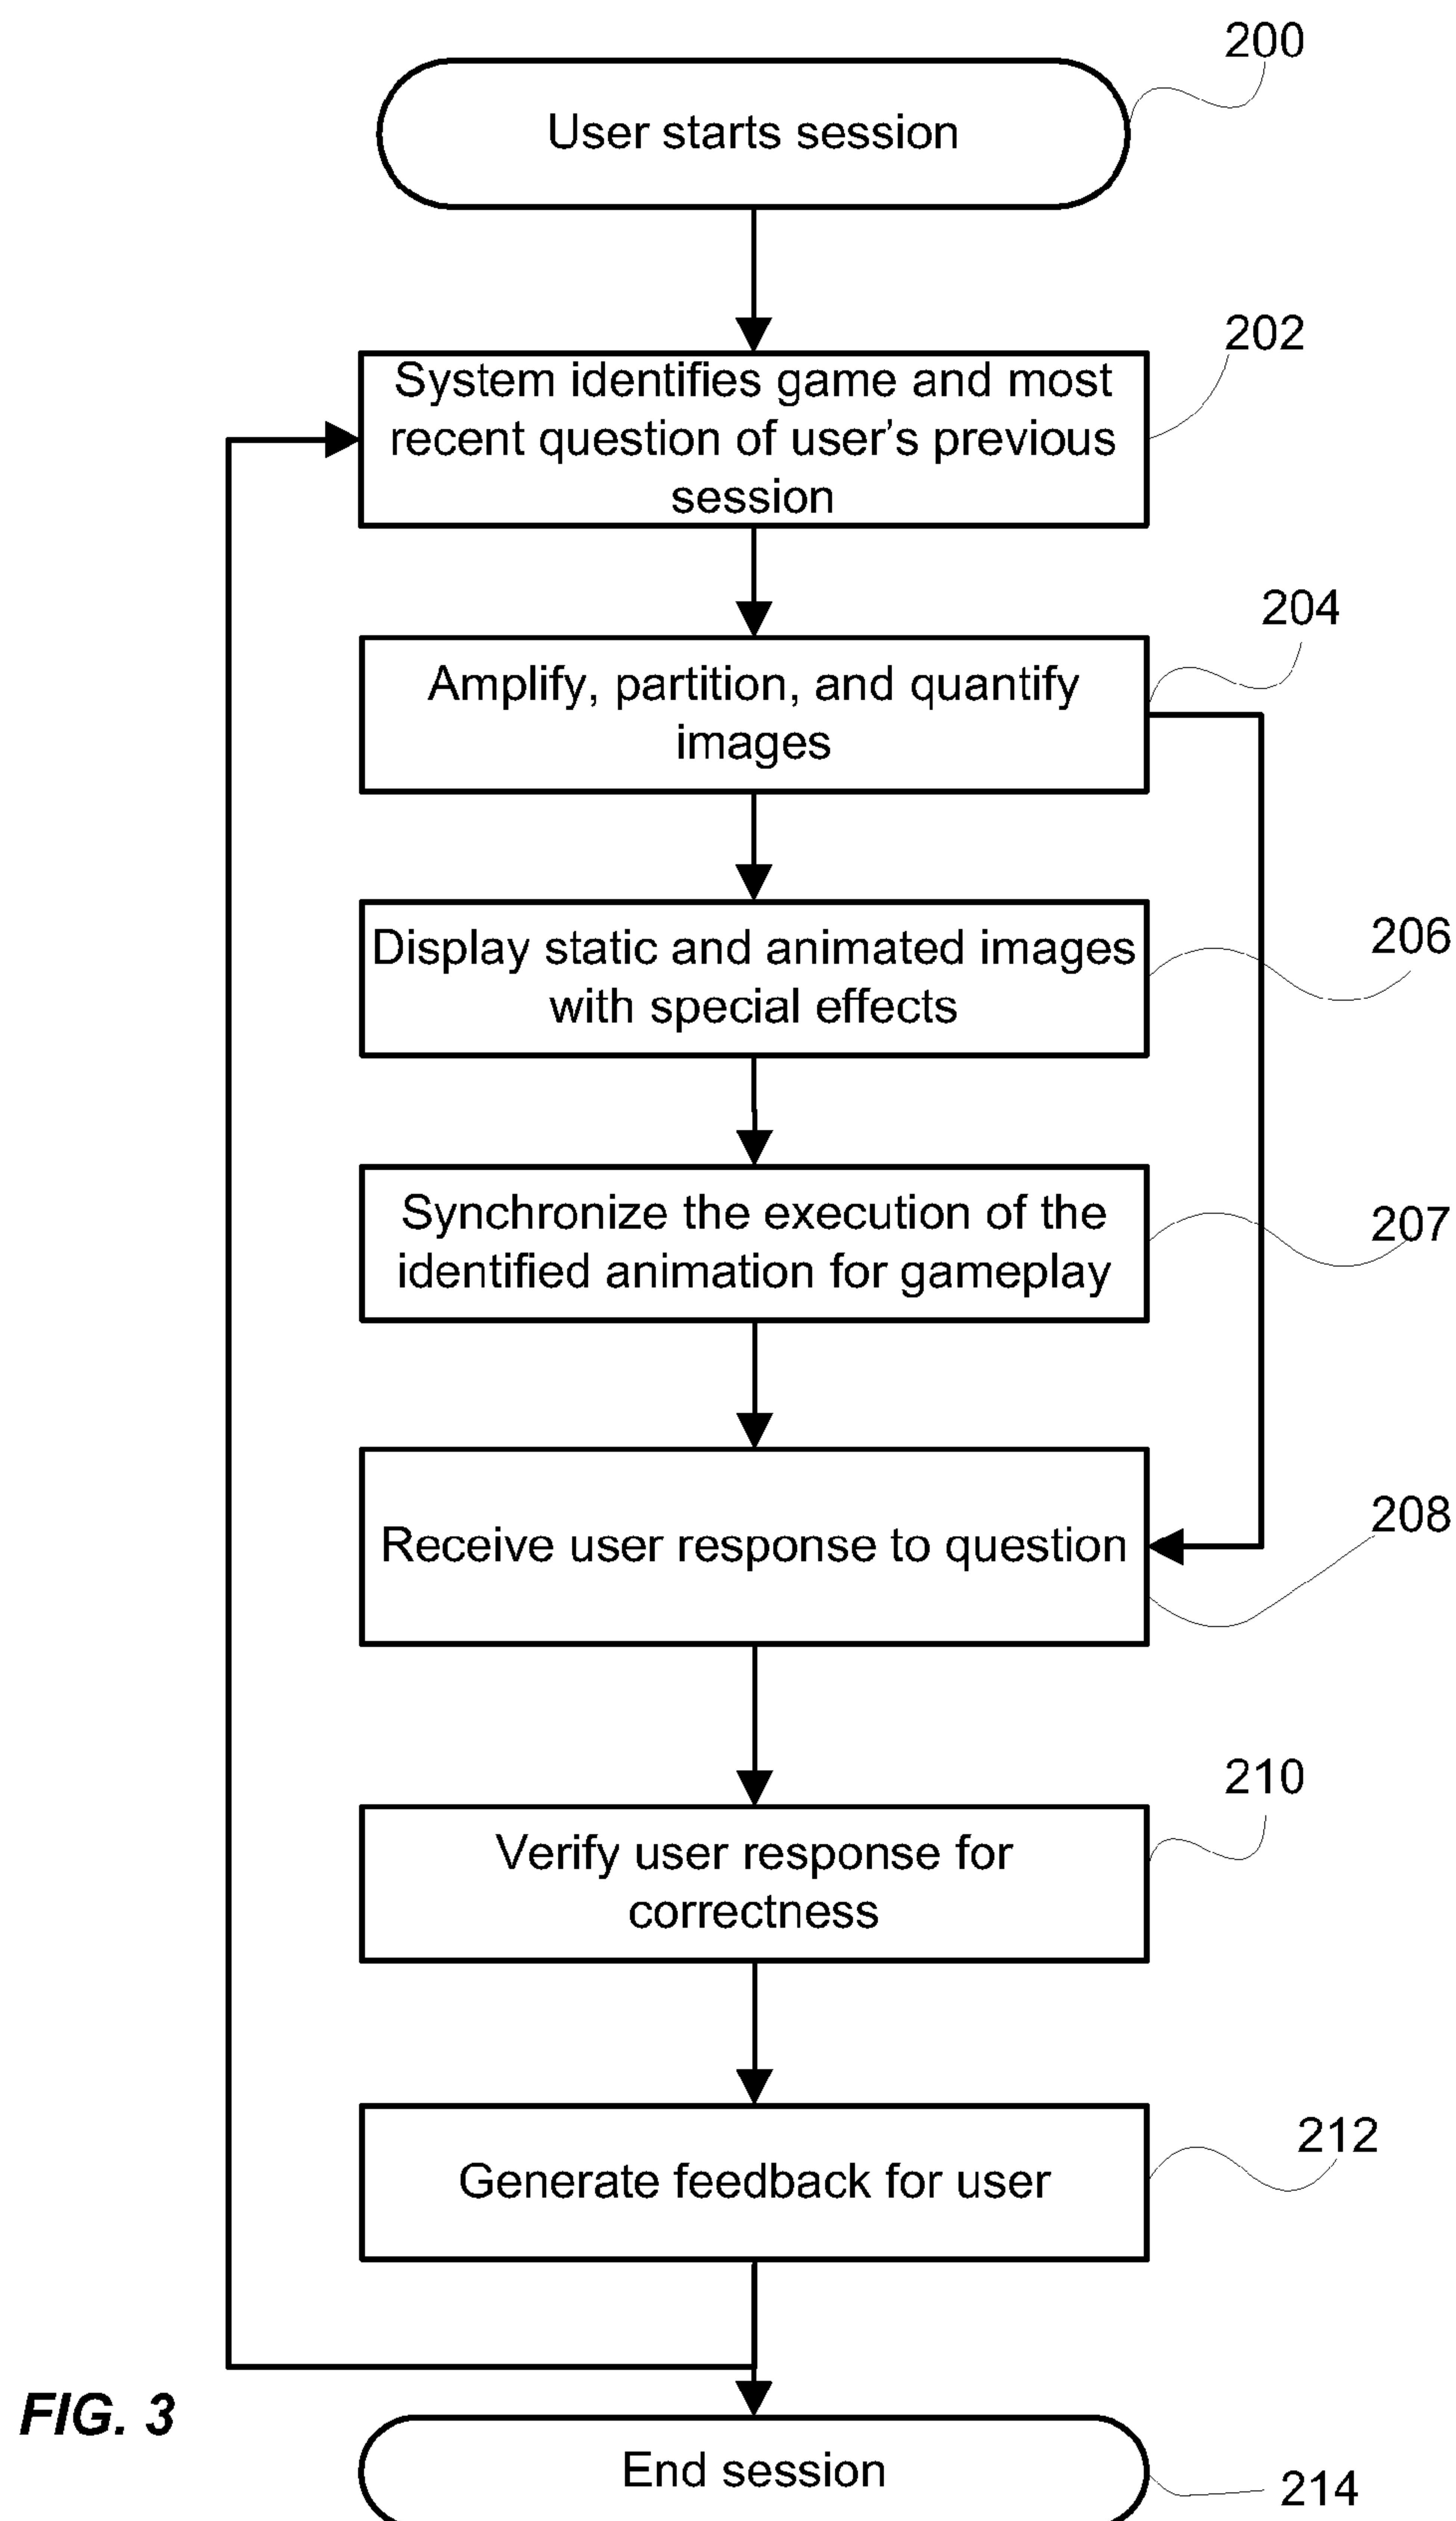 200
User starts session
202
System identifies game and most
recent question of user's previous
session
204
Amplify, partition, and quantify
images
206
Display static and animated images
with special effects
207
Synchronize the execution of the
identified animation for gameplay
208
Receive user response to question
210
Verify user response for
correctness
212
Generate feedback for user
FIG. 3
End session
214